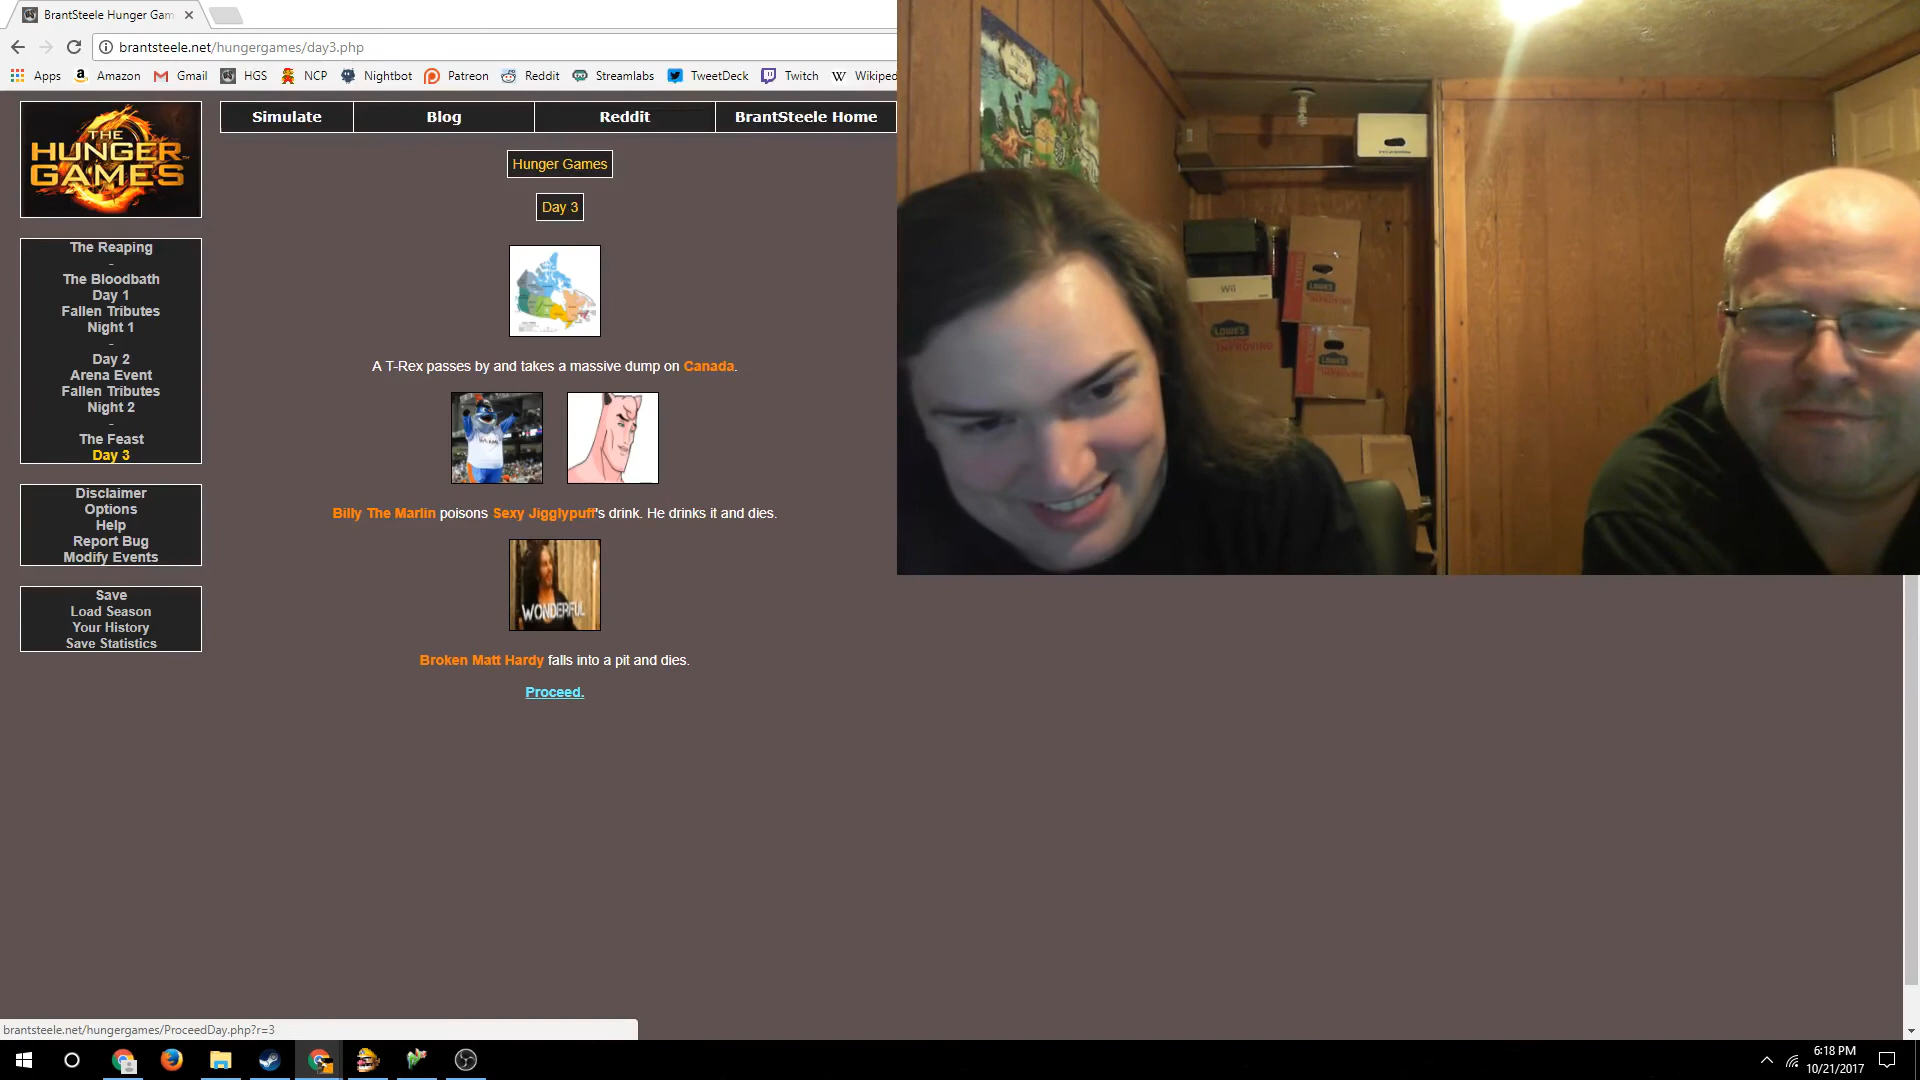 BrantSteele Hunger Gam
brantsteele.net/hungergames/day3.php
Apps Amazon Gmail HGS NCP Nightbot Patreon Reddit Streamlabs TweetDeck Twitch Wikiped
THE HUNGER GAMES
Simulate Blog Reddit BrantSteele Home
Hunger Games
Day 3
The Reaping
-
The Bloodbath
Day 1
Fallen Tributes
Night 1
-
Day 2
Arena Event
Fallen Tributes
Night 2
-
The Feast
Day 3
Disclaimer
Options
Help
Report Bug
Modify Events
Save
Load Season
Your History
Save Statistics
A T-Rex passes by and takes a massive dump on Canada.
Billy The Marlin poisons Sexy Jigglypuff's drink. He drinks it and dies.
WONDERFUL
Broken Matt Hardy falls into a pit and dies.
Proceed.
Wii
LOWE'S
IMPROVING
LOWE'S
LOWE'S
IMPROVING
brantsteele.net/hungergames/ProceedDay.php?r=3
6:18 PM
10/21/2017